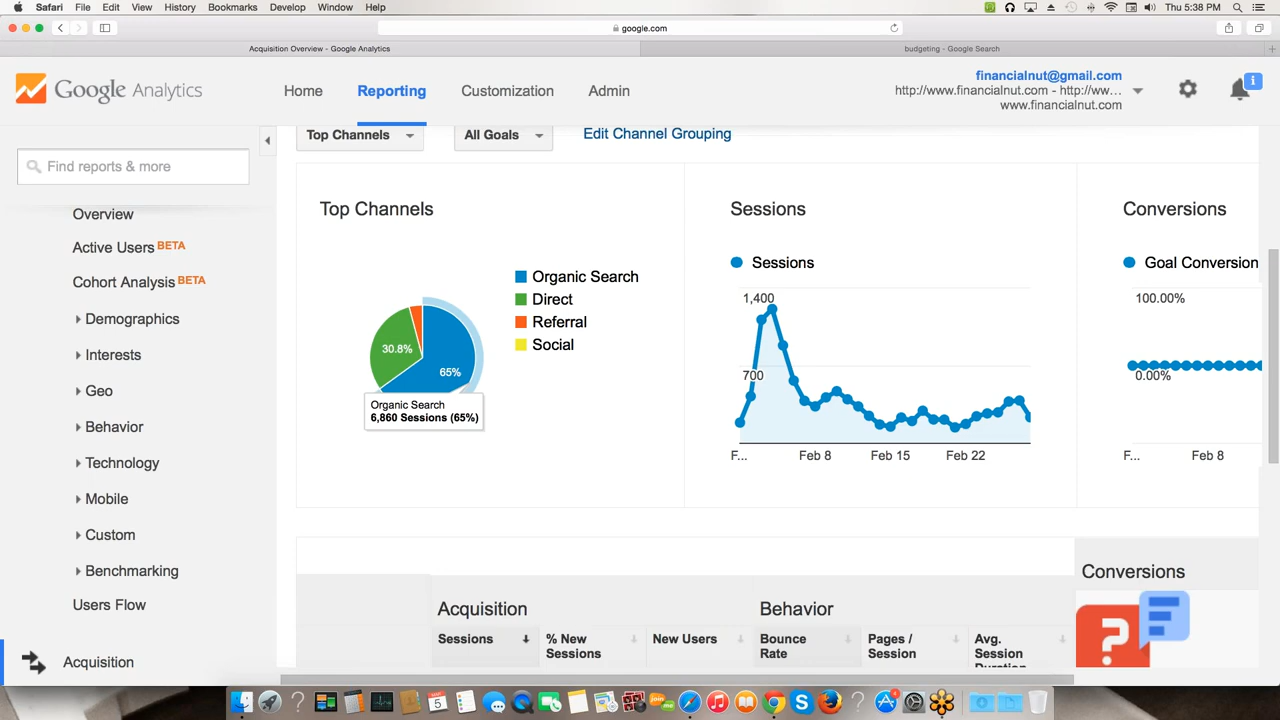 Safari File Edit View History Bookmarks Develop Window Help Thu 5:38 PM
google.com
Acquisition Overview - Google Analytics budgeting - Google Search
Google Analytics Home Reporting Customization Admin
financialnut@gmail.com
http://www.financialnut.com - http://ww...
www.financialnut.com
Top Channels All Goals Edit Channel Grouping
Find reports & more
Overview
Active Users BETA
Cohort Analysis BETA
Demographics
Interests
Geo
Behavior
Technology
Mobile
Custom
Benchmarking
Users Flow
Acquisition
Top Channels
Organic Search
Direct
Referral
Social
30.8%
65%
Organic Search
6,860 Sessions (65%)
Sessions
Sessions
1,400
700
F... Feb 8 Feb 15 Feb 22
Conversions
Goal Conversion
100.00%
0.00%
F... Feb 8
Acquisition Behavior Conversions
Sessions % New Sessions New Users Bounce Rate Pages / Session Avg. Session Duration
?
5